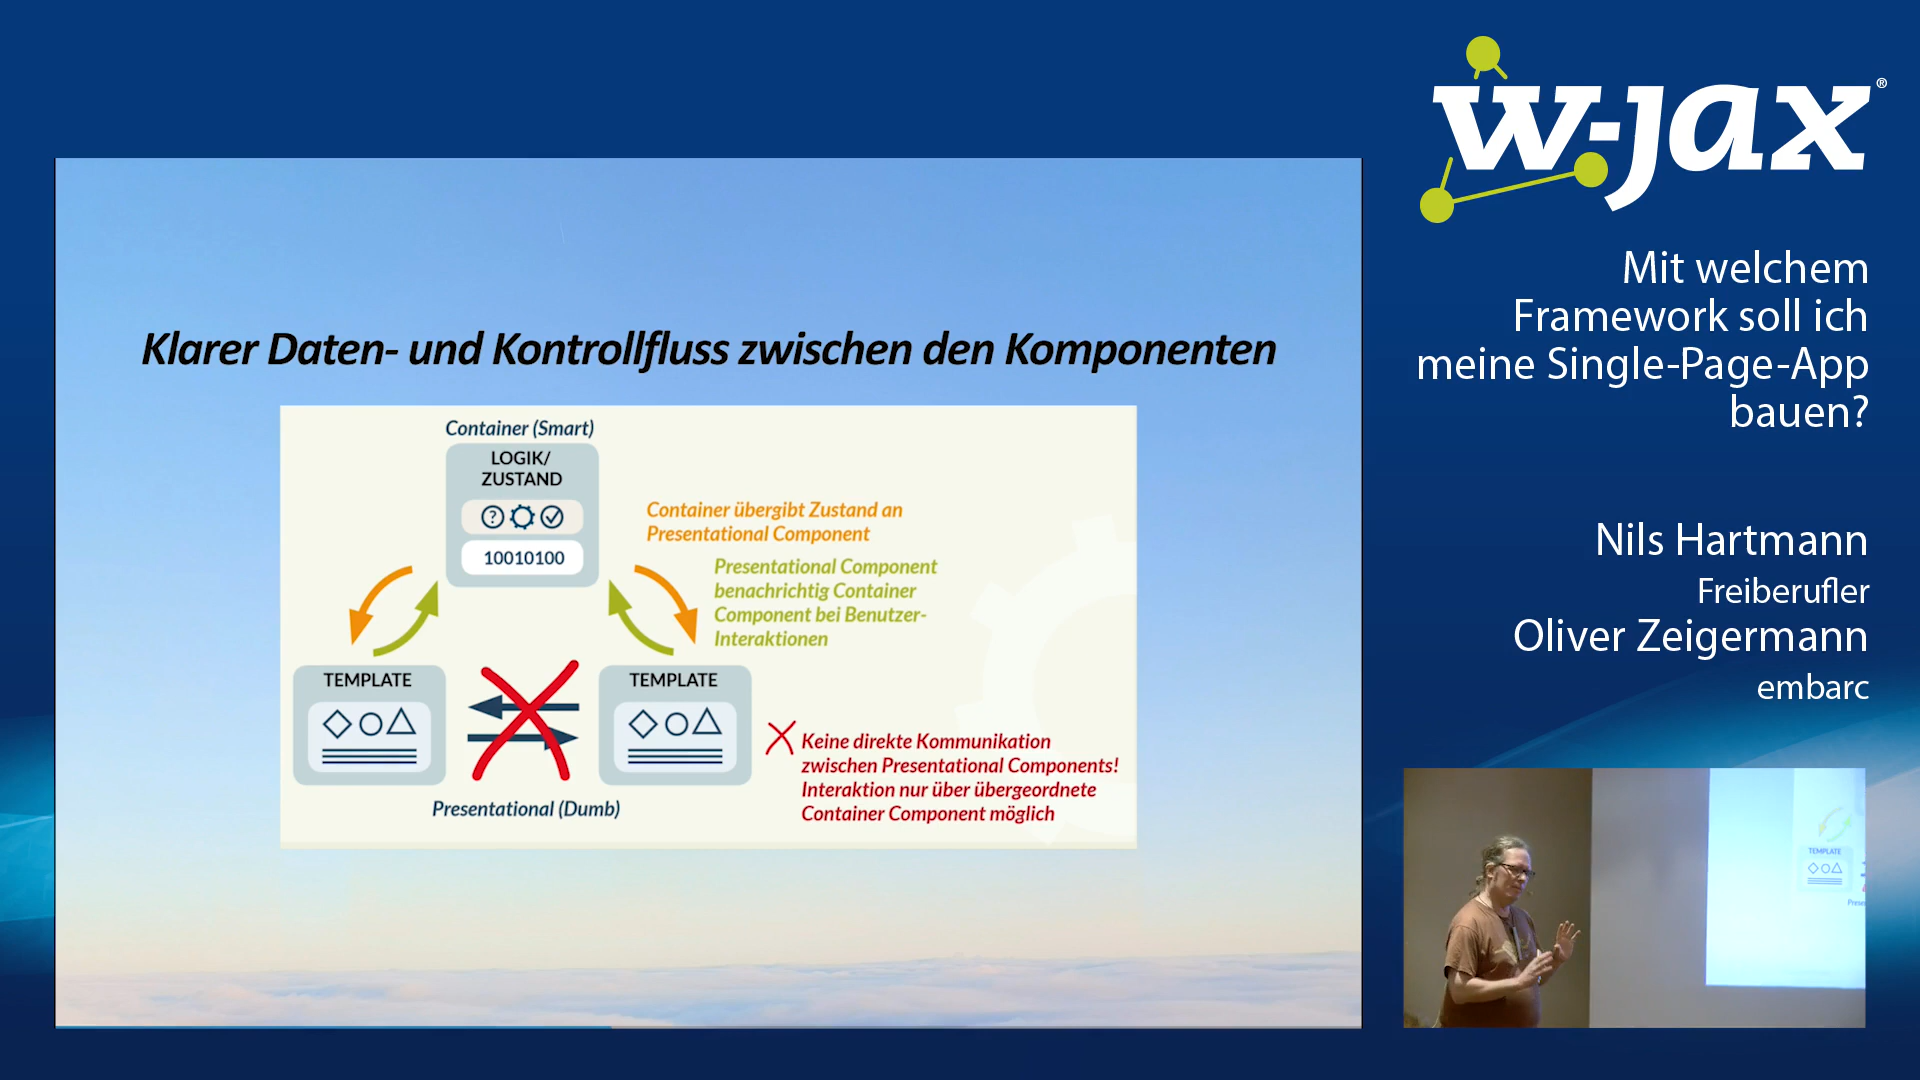 w-jax®
Mit welchem
Framework soll ich
meine Single-Page-App
bauen?
Nils Hartmann
Freiberufler
Oliver Zeigermann
embarc
Klarer Daten- und Kontrollfluss zwischen den Komponenten
Container (Smart)
LOGIK/
ZUSTAND
?
10010100
Container übergibt Zustand an
Presentational Component
Presentational Component
benachrichtig Container
Component bei Benutzer-
Interaktionen
TEMPLATE
TEMPLATE
Keine direkte Kommunikation
zwischen Presentational Components!
Interaktion nur über übergeordnete
Container Component möglich
Presentational (Dumb)
TEMPLATE
Prese